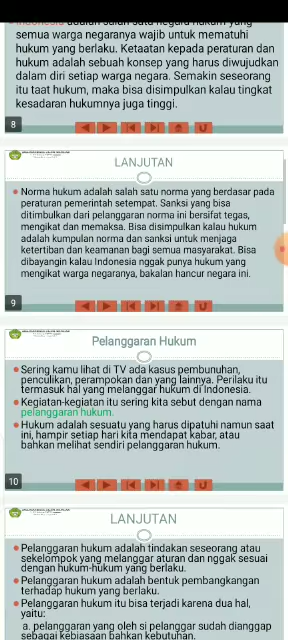 Indonesia adalah salah satu negara hukum yang
semua warga negaranya wajib untuk mematuhi
hukum yang berlaku. Ketaatan kepada peraturan dan
hukum adalah sebuah konsep yang harus diwujudkan
dalam diri setiap warga negara. Semakin seseorang
itu taat hukum, maka bisa disimpulkan kalau tingkat
kesadaran hukumnya juga tinggi.
8
LANJUTAN
Norma hukum adalah salah satu norma yang berdasar pada
peraturan pemerintah setempat. Sanksi yang bisa
ditimbulkan dari pelanggaran norma ini bersifat tegas,
mengikat dan memaksa. Bisa disimpulkan kalau hukum
adalah kumpulan norma dan sanksi untuk menjaga
ketertiban dan keamanan bagi semua masyarakat. Bisa
dibayangin kalau Indonesia nggak punya hukum yang
mengikat warga negaranya, bakalan hancur negara ini.
9
Pelanggaran Hukum
Sering kamu lihat di TV ada kasus pembunuhan,
penculikan, perampokan dan yang lainnya. Perilaku itu
termasuk hal yang melanggar hukum di Indonesia.
Kegiatan-kegiatan itu sering kita sebut dengan nama
pelanggaran hukum.
Hukum adalah sesuatu yang harus dipatuhi namun saat
ini, hampir setiap hari kita mendapat kabar, atau
bahkan melihat sendiri pelanggaran hukum.
10
LANJUTAN
Pelanggaran hukum adalah tindakan seseorang atau
sekelompok yang melanggar aturan dan nggak sesuai
dengan hukum-hukum yang berlaku.
Pelanggaran hukum adalah bentuk pembangkangan
terhadap hukum yang berlaku.
Pelanggaran hukum itu bisa terjadi karena dua hal,
yaitu:
a. pelanggaran yang oleh si pelanggar sudah dianggap
sebagai kebiasaan bahkan kebutuhan.